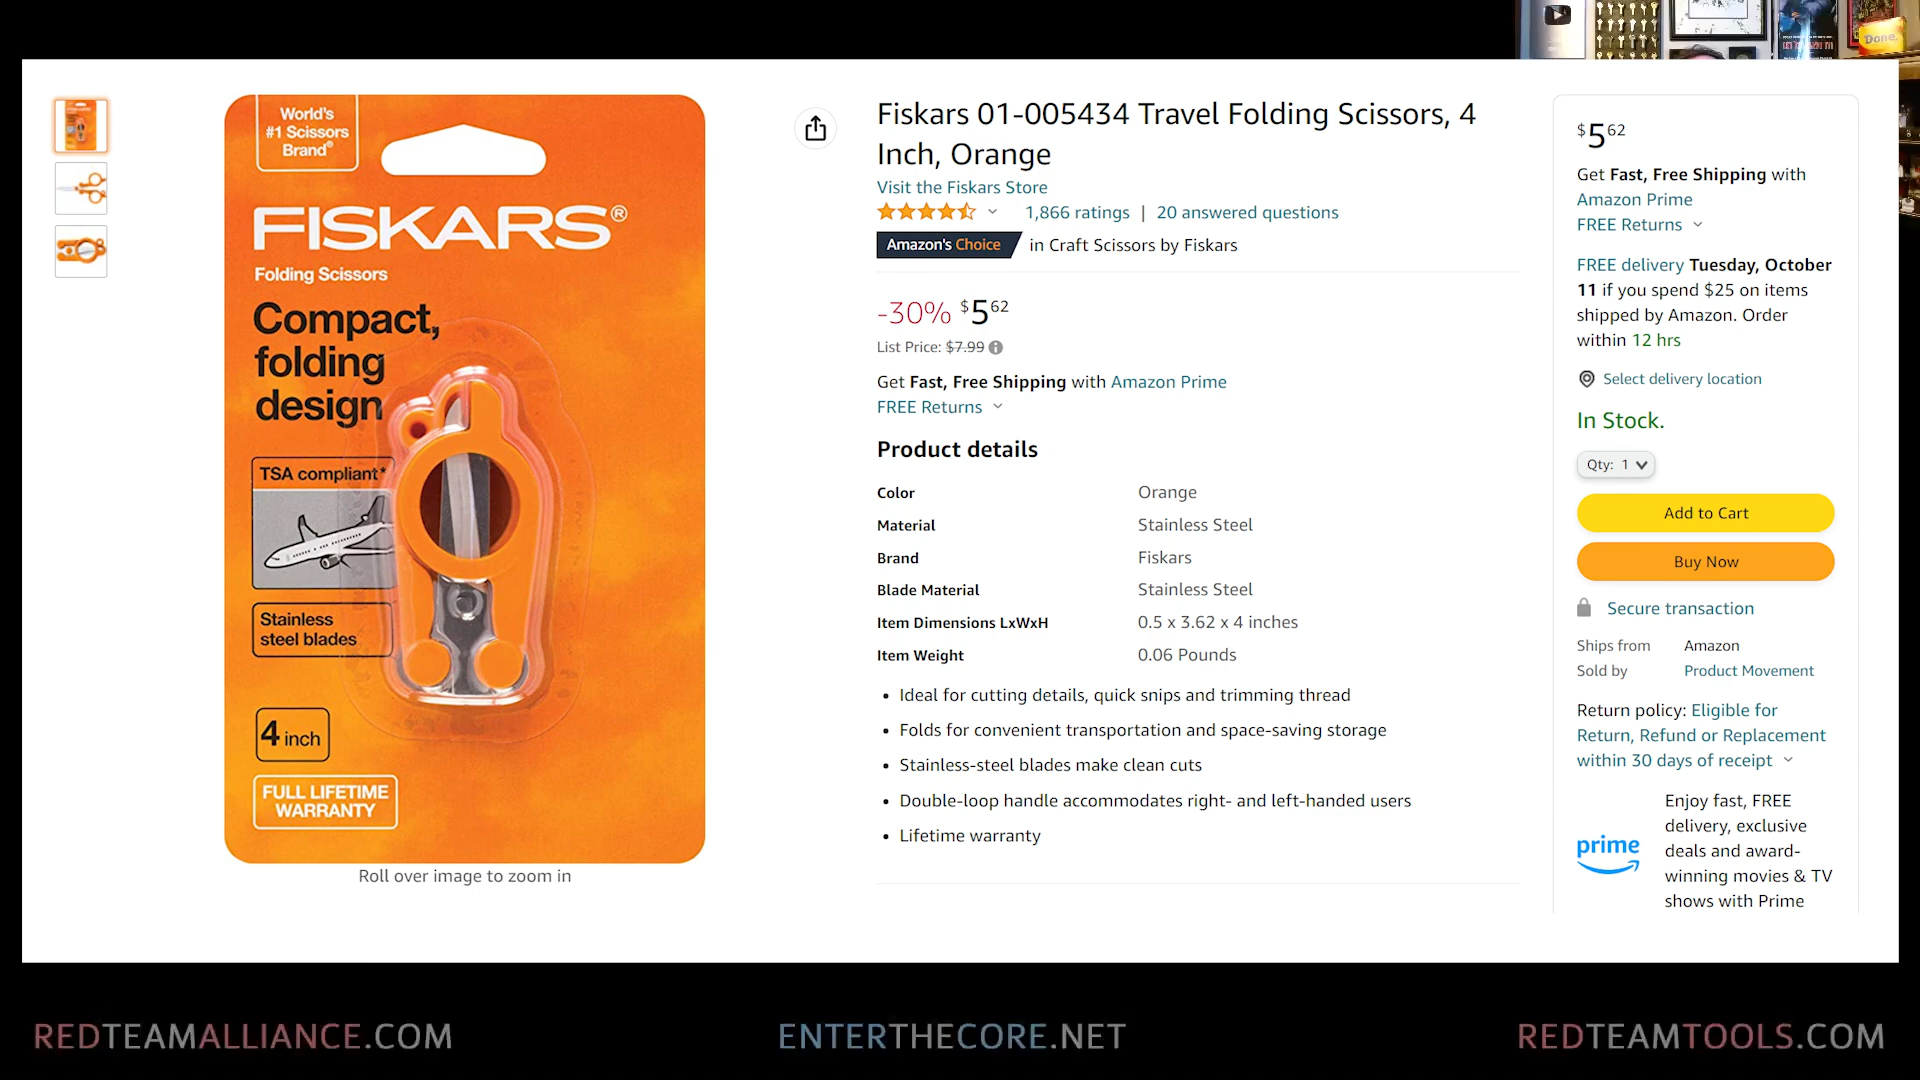 Done.
World's
#1 Scissors
Brand®
FISKARS®
Folding Scissors
Compact,
folding
design
TSA compliant*
Stainless
steel blades
4 inch
FULL LIFETIME
WARRANTY
Roll over image to zoom in
Fiskars 01-005434 Travel Folding Scissors, 4
Inch, Orange
Visit the Fiskars Store
1,866 ratings | 20 answered questions
Amazon's Choice in Craft Scissors by Fiskars
-30% $5 62
List Price: $7.99
Get Fast, Free Shipping with Amazon Prime
FREE Returns
Product details
Color Orange
Material Stainless Steel
Brand Fiskars
Blade Material Stainless Steel
Item Dimensions LxWxH 0.5 x 3.62 x 4 inches
Item Weight 0.06 Pounds
• Ideal for cutting details, quick snips and trimming thread
• Folds for convenient transportation and space-saving storage
• Stainless-steel blades make clean cuts
• Double-loop handle accommodates right- and left-handed users
• Lifetime warranty
$5 62
Get Fast, Free Shipping with
Amazon Prime
FREE Returns
FREE delivery Tuesday, October
11 if you spend $25 on items
shipped by Amazon. Order
within 12 hrs
Select delivery location
In Stock.
Qty: 1
Add to Cart
Buy Now
Secure transaction
Ships from Amazon
Sold by Product Movement
Return policy: Eligible for
Return, Refund or Replacement
within 30 days of receipt
prime
Enjoy fast, FREE
delivery, exclusive
deals and award-
winning movies & TV
shows with Prime
REDTEAMALLIANCE.COM
ENTERTHECORE.NET
REDTEAMTOOLS.COM